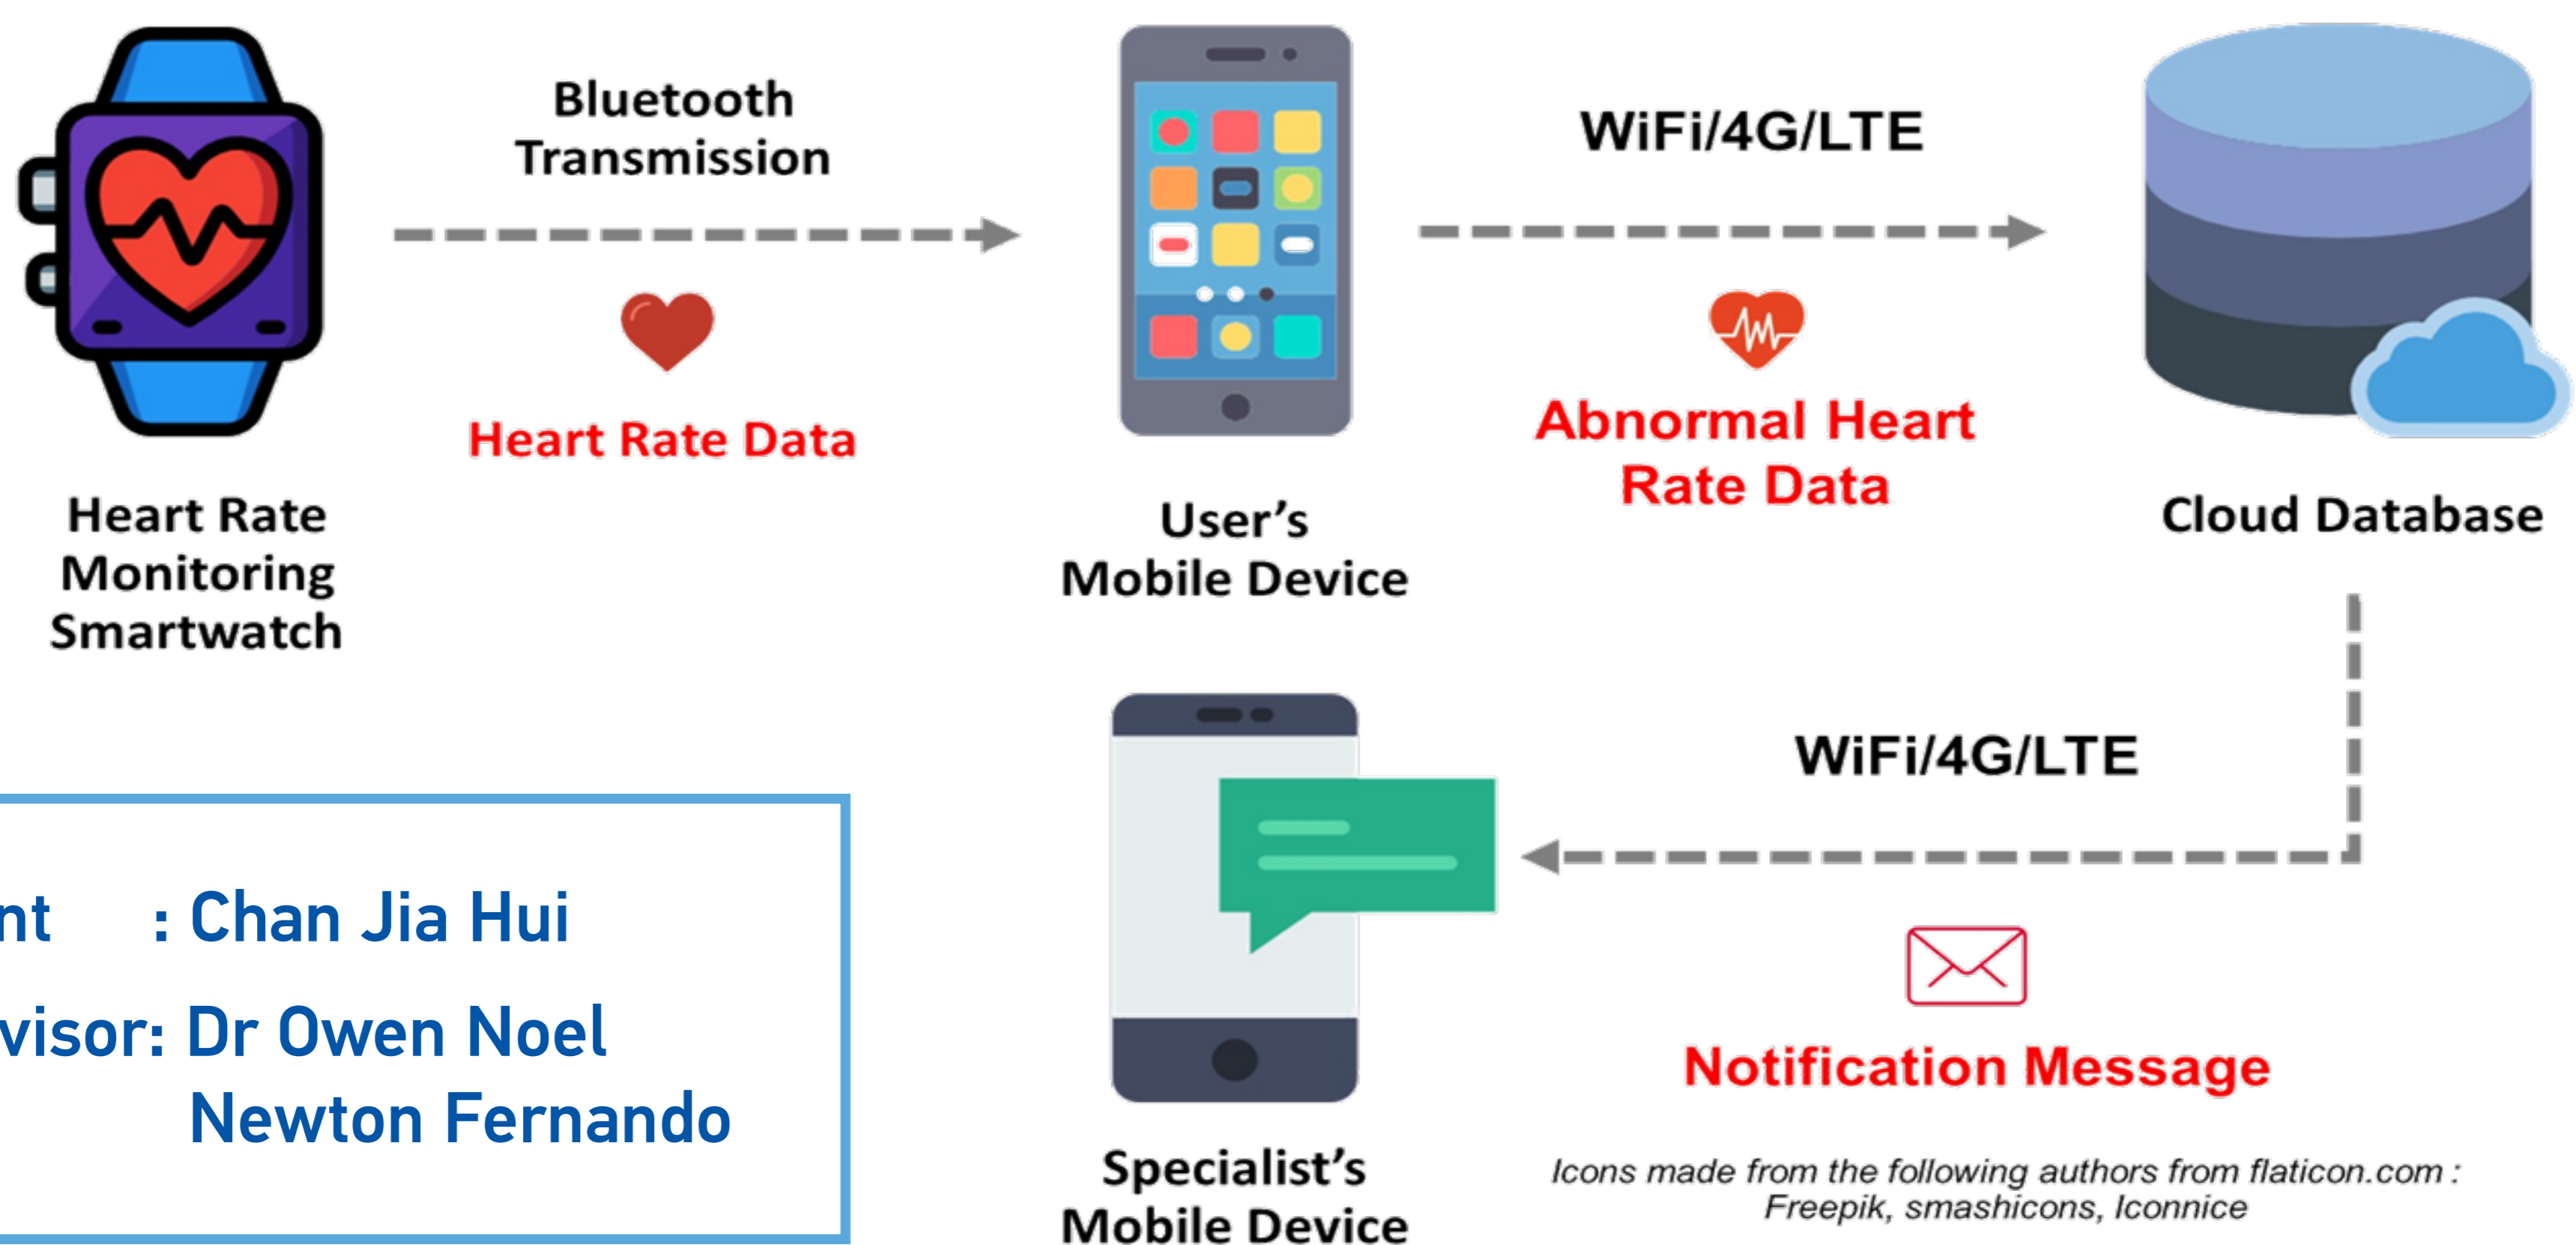 Bluetooth
Transmission
WiFi/4G/LTE
Heart Rate Data
Abnormal Heart
Rate Data
Heart Rate
Monitoring
Smartwatch
User's
Mobile Device
Cloud Database
WiFi/4G/LTE
Notification Message
Specialist's
Mobile Device
Icons made from the following authors from flaticon.com :
Freepik, smashicons, Iconnice
nt : Chan Jia Hui
visor: Dr Owen Noel
Newton Fernando